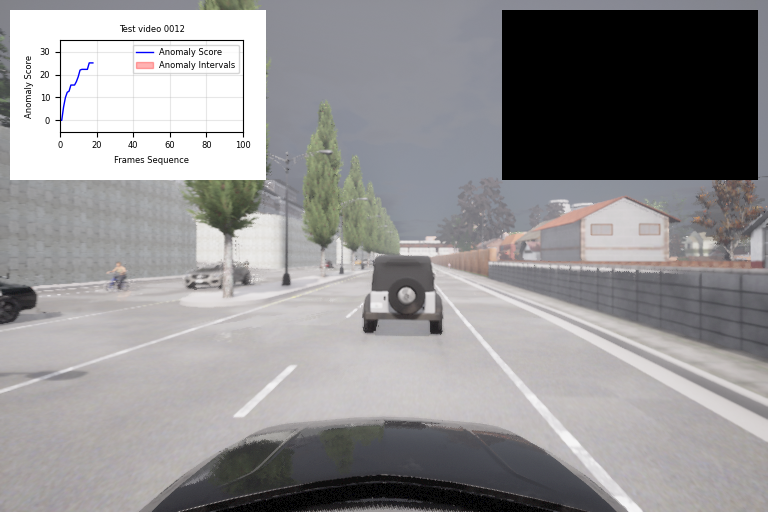 Test video 0012
Anomaly Score
Anomaly Intervals
Anomaly Score
30
20
10
0
0 20 40 60 80 100
Frames Sequence